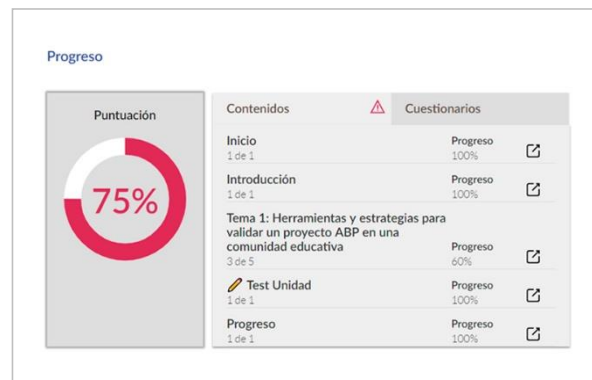 Progreso
Puntuación
75%
Contenidos
Cuestionarios
Inicio
1 de 1
Progreso
100%
Introducción
1 de 1
Progreso
100%
Tema 1: Herramientas y estrategias para
validar un proyecto ABP en una
comunidad educativa
3 de 5
Progreso
60%
Test Unidad
1 de 1
Progreso
100%
Progreso
1 de 1
Progreso
100%